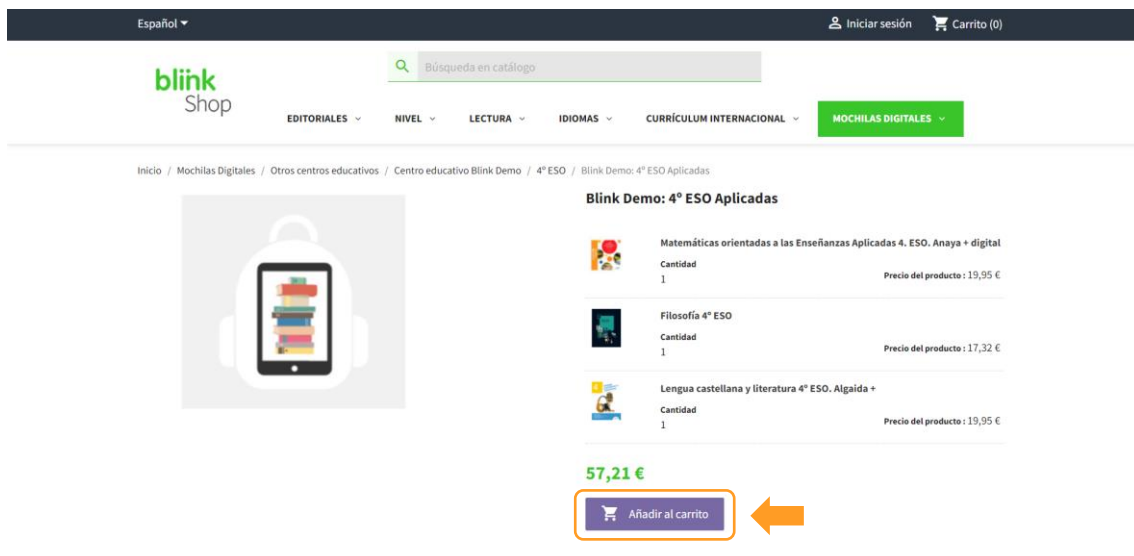 Español
Iniciar sesión
Carrito (0)
Búsqueda en catálogo
blink
Shop
EDITORIALES
NIVEL
LECTURA
IDIOMAS
CURRÍCULUM INTERNACIONAL
MOCHILAS DIGITALES
Inicio / Mochilas Digitales / Otros centros educativos / Centro educativo Blink Demo / 4º ESO / Blink Demo: 4º ESO Aplicadas
Blink Demo: 4º ESO Aplicadas
Matemáticas orientadas a las Enseñanzas Aplicadas 4. ESO. Anaya + digital
Cantidad
1
Precio del producto : 19,95 €
Filosofía 4º ESO
Cantidad
1
Precio del producto : 17,32 €
Lengua castellana y literatura 4º ESO. Algaida +
Cantidad
1
Precio del producto : 19,95 €
57,21 €
Añadir al carrito